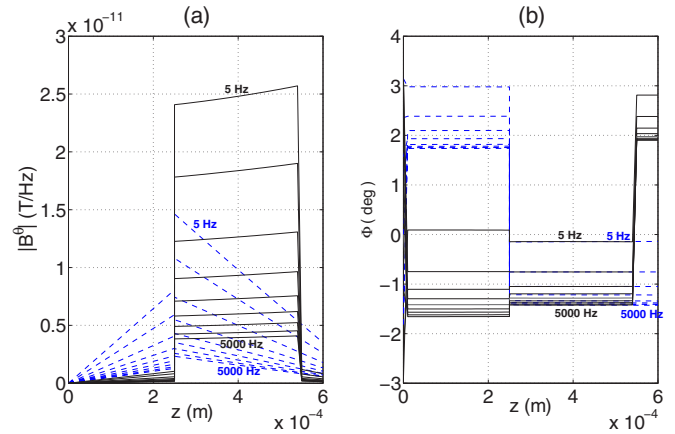 (a)
x 10⁻¹¹
3
2.5
2
1.5
1
0.5
0
|B^θ| (T/Hz)
5 Hz
5 Hz
5000 Hz
5000 Hz
0 2 4 6
z (m)
x 10⁻⁴
(b)
4
3
2
1
0
−1
−2
−3
Φ ( deg )
5 Hz 5 Hz
5000 Hz 5000 Hz
0 2 4 6
z (m)
x 10⁻⁴